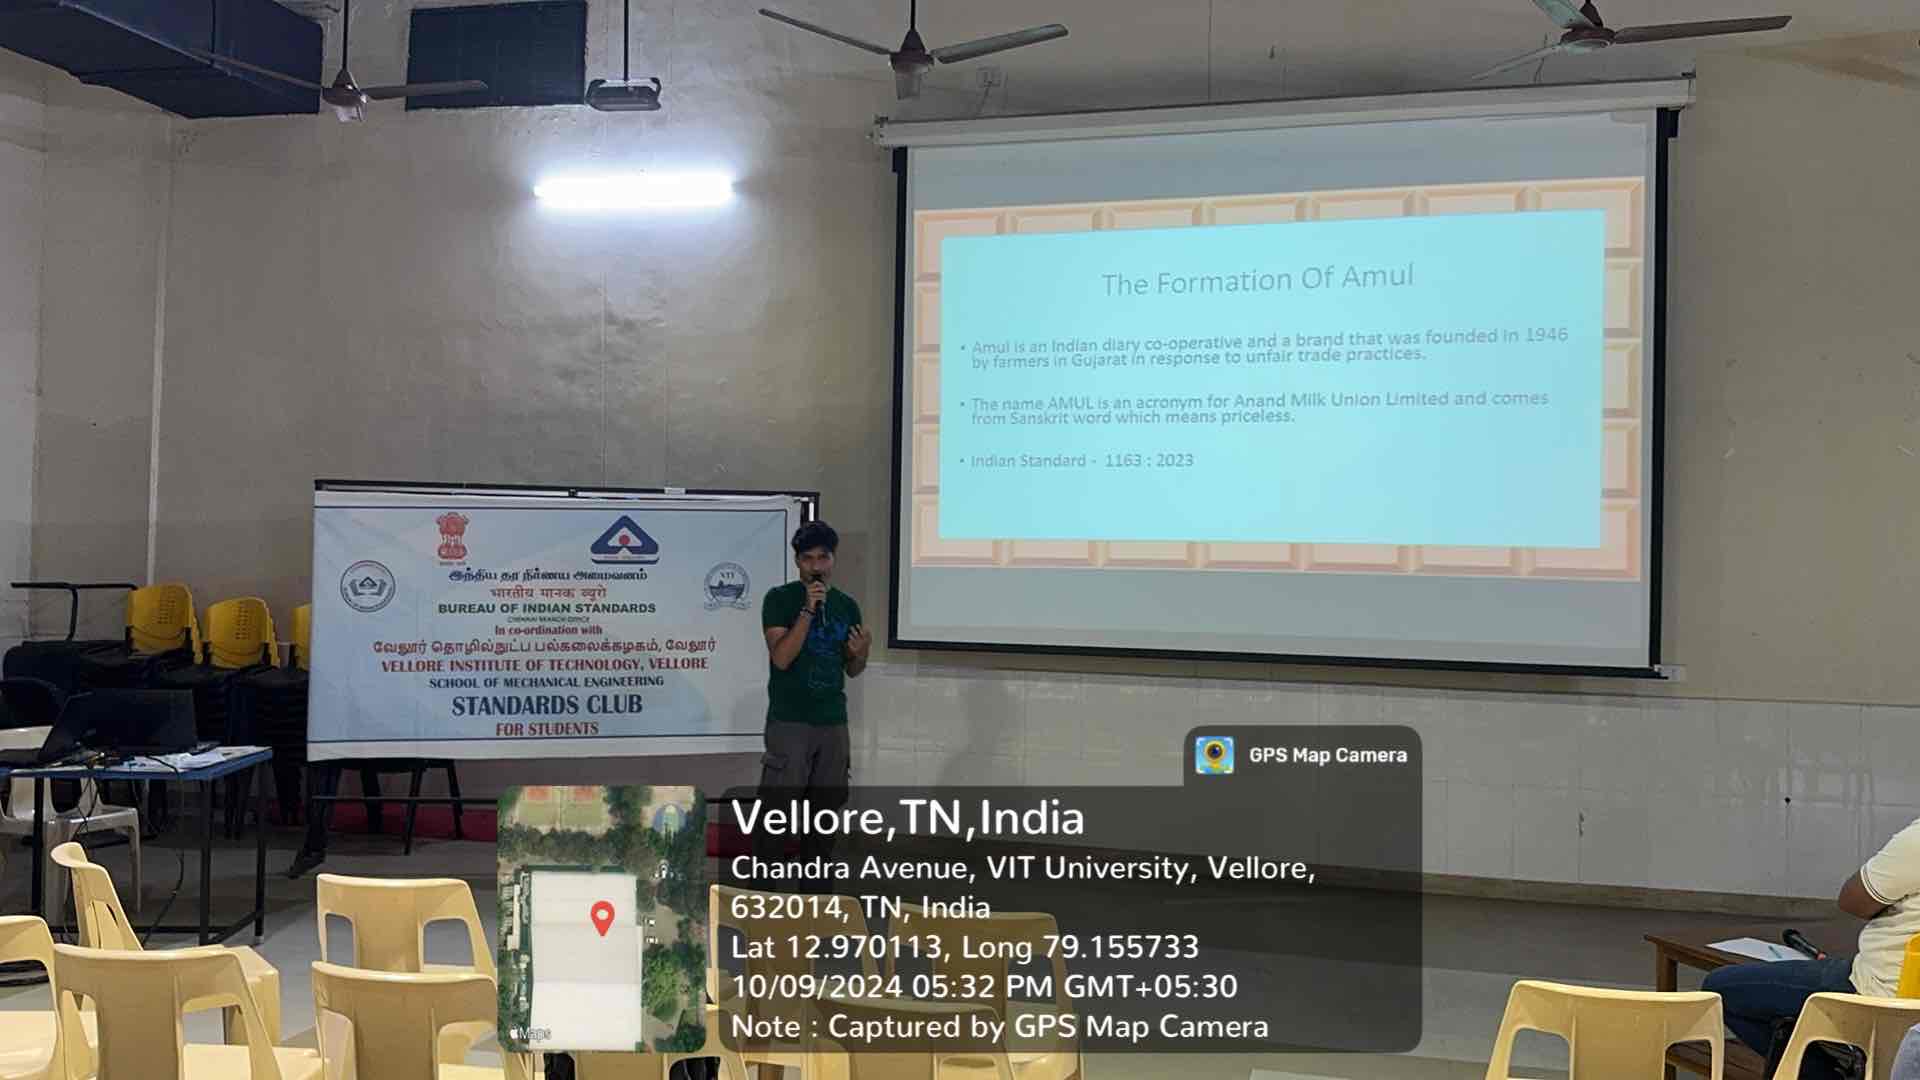 The Formation Of Amul
• Amul is an Indian diary co-operative and a brand that was founded in 1946
by farmers in Gujarat in response to unfair trade practices.
• The name AMUL is an acronym for Anand Milk Union Limited and comes
from Sanskrit word which means priceless.
• Indian Standard - 1163 : 2023
இந்திய தர நிர்ணய அமைவனம்
भारतीय मानक ब्यूरो
BUREAU OF INDIAN STANDARDS
CHENNAI BRANCH OFFICE
In co-ordination with
வேலூர் தொழில்நுட்ப பல்கலைக்கழகம், வேலூர்
VELLORE INSTITUTE OF TECHNOLOGY, VELLORE
SCHOOL OF MECHANICAL ENGINEERING
STANDARDS CLUB
FOR STUDENTS
VIT
GPS Map Camera
Vellore,TN,India
Chandra Avenue, VIT University, Vellore,
632014, TN, India
Lat 12.970113, Long 79.155733
10/09/2024 05:32 PM GMT+05:30
Note : Captured by GPS Map Camera
Maps